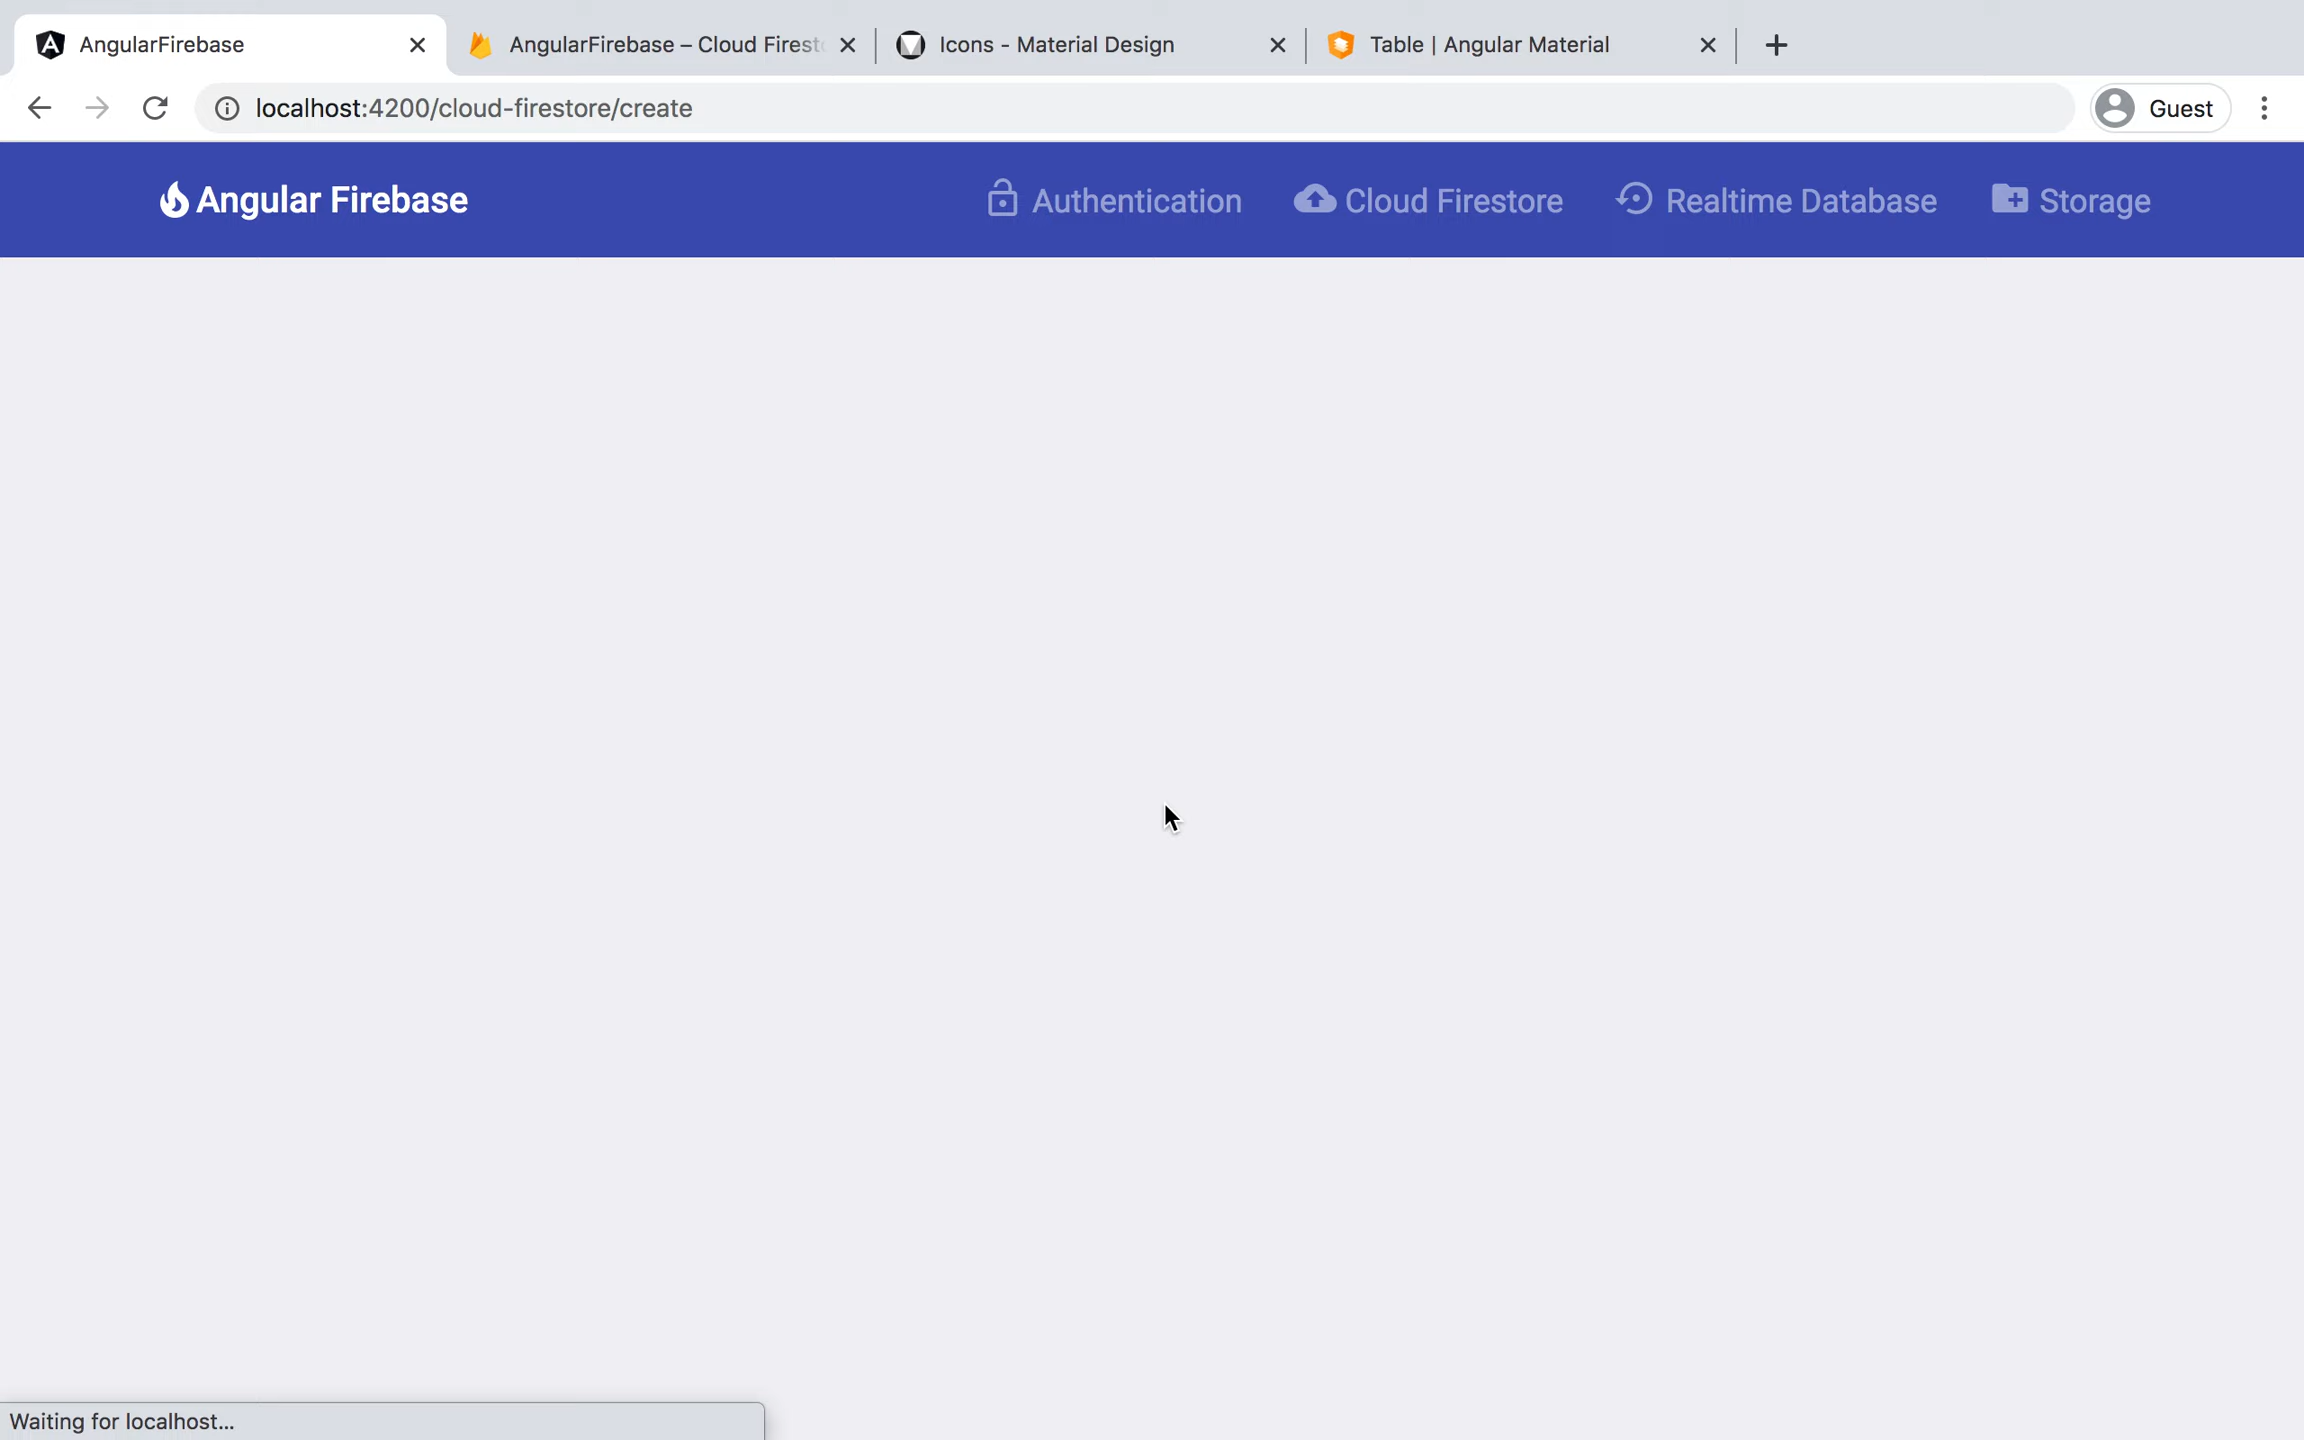 AngularFirebase
AngularFirebase – Cloud Firest
Icons - Material Design
Table | Angular Material
localhost:4200/cloud-firestore/create
Guest
Angular Firebase
Authentication
Cloud Firestore
Realtime Database
Storage
Waiting for localhost...